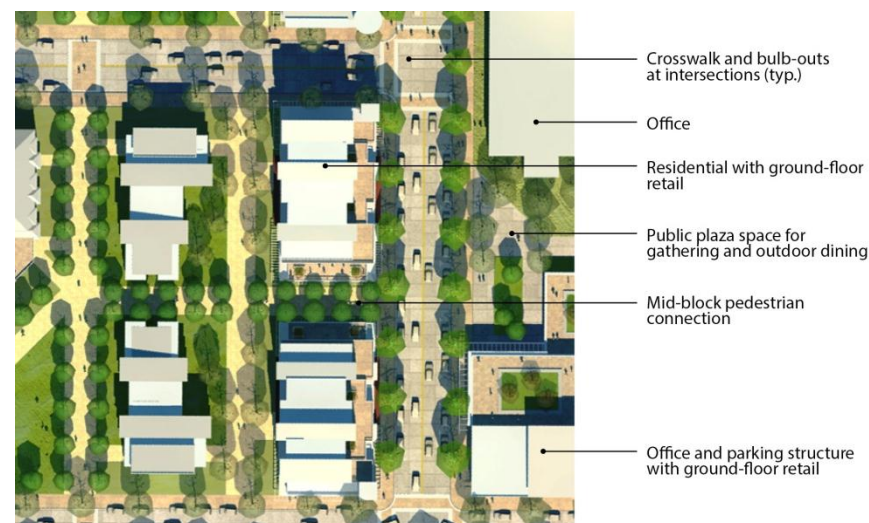 Crosswalk and bulb-outs
at intersections (typ.)
Office
Residential with ground-floor
retail
Public plaza space for
gathering and outdoor dining
Mid-block pedestrian
connection
Office and parking structure
with ground-floor retail